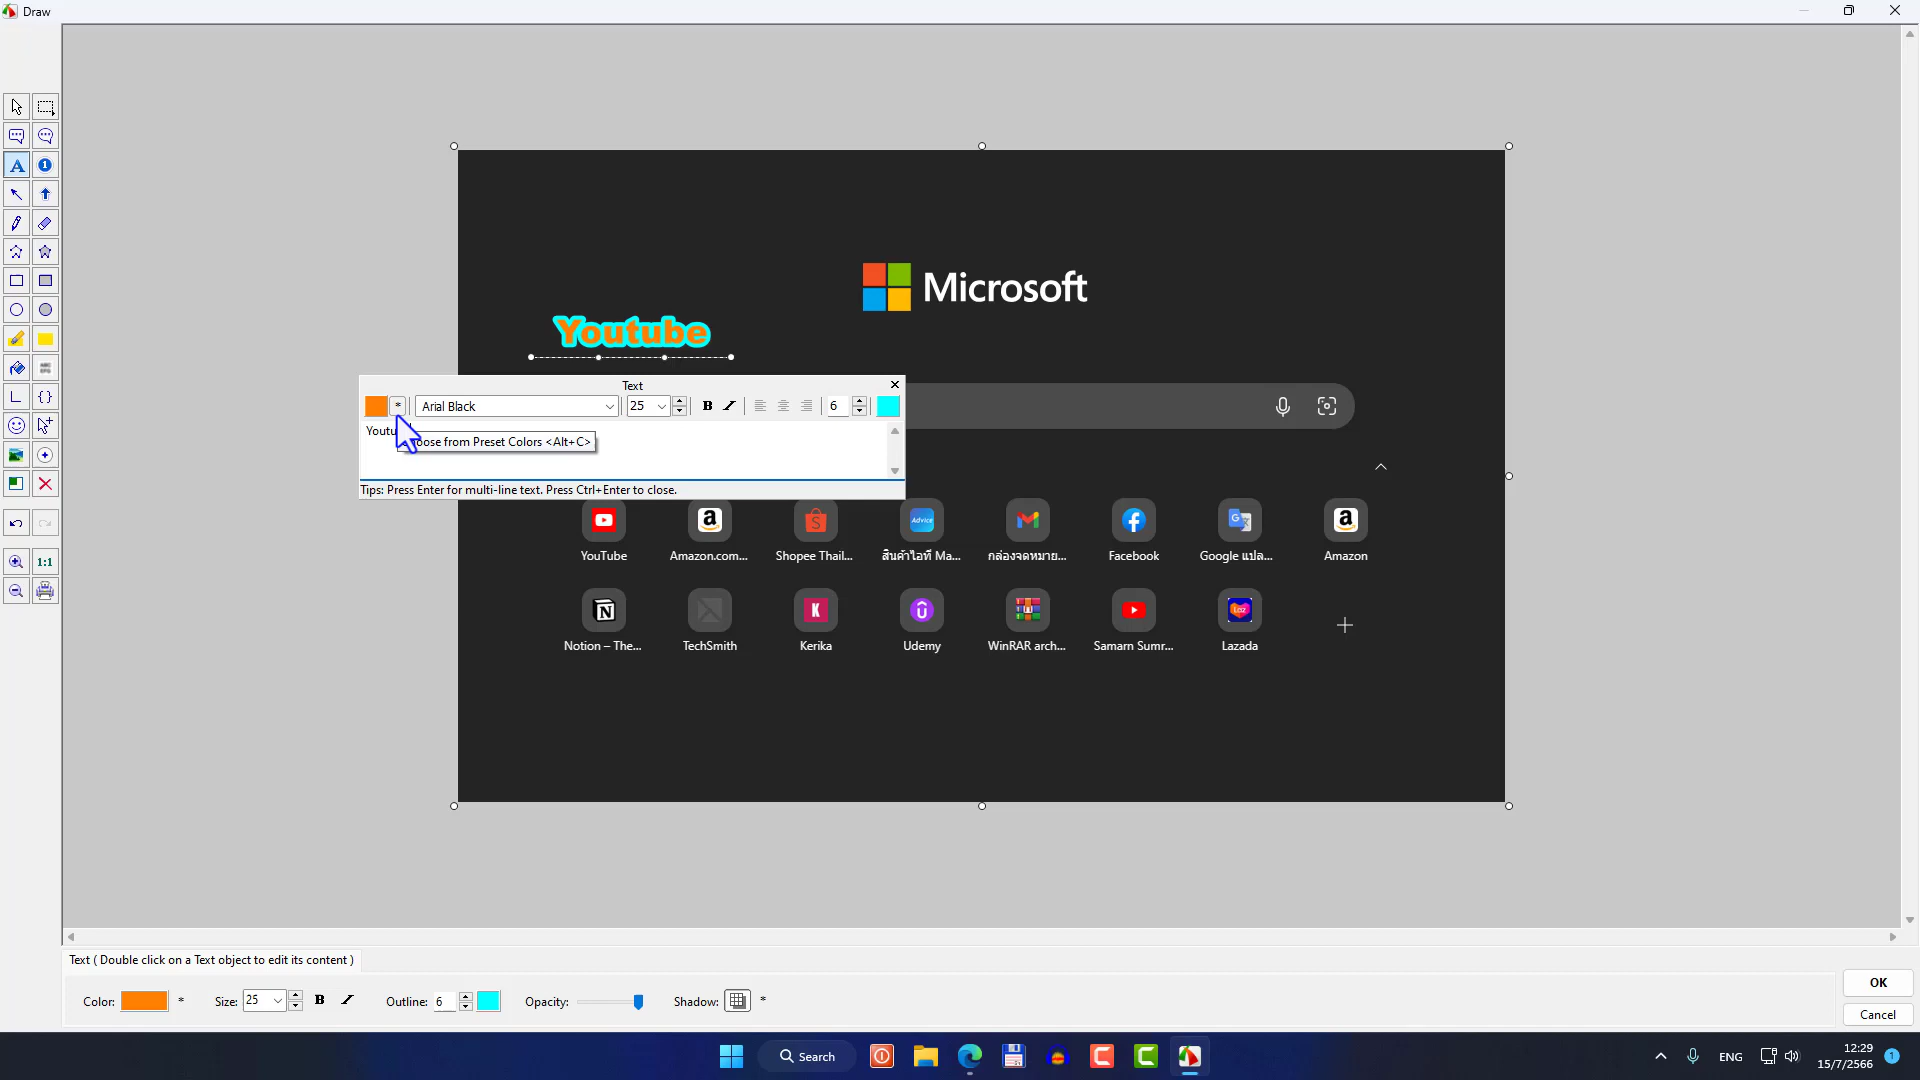 Draw
Microsoft
Youtube
Text
* Arial Black 25 B I 6
oose from Preset Colors <Alt+C>
Tips: Press Enter for multi-line text. Press Ctrl+Enter to close.
YouTube Amazon.com... Shopee Thail... สินค้าไอที Ma... กล่องจดหมาย... Facebook Google แปล... Amazon
Notion – The... TechSmith Kerika Udemy WinRAR arch... Samarn Sumr... Lazada
1:1
Text ( Double click on a Text object to edit its content )
Color: * Size: 25 B I Outline: 6 Opacity: Shadow: *
OK
Cancel
Search
ENG
12:29
15/7/2566
1